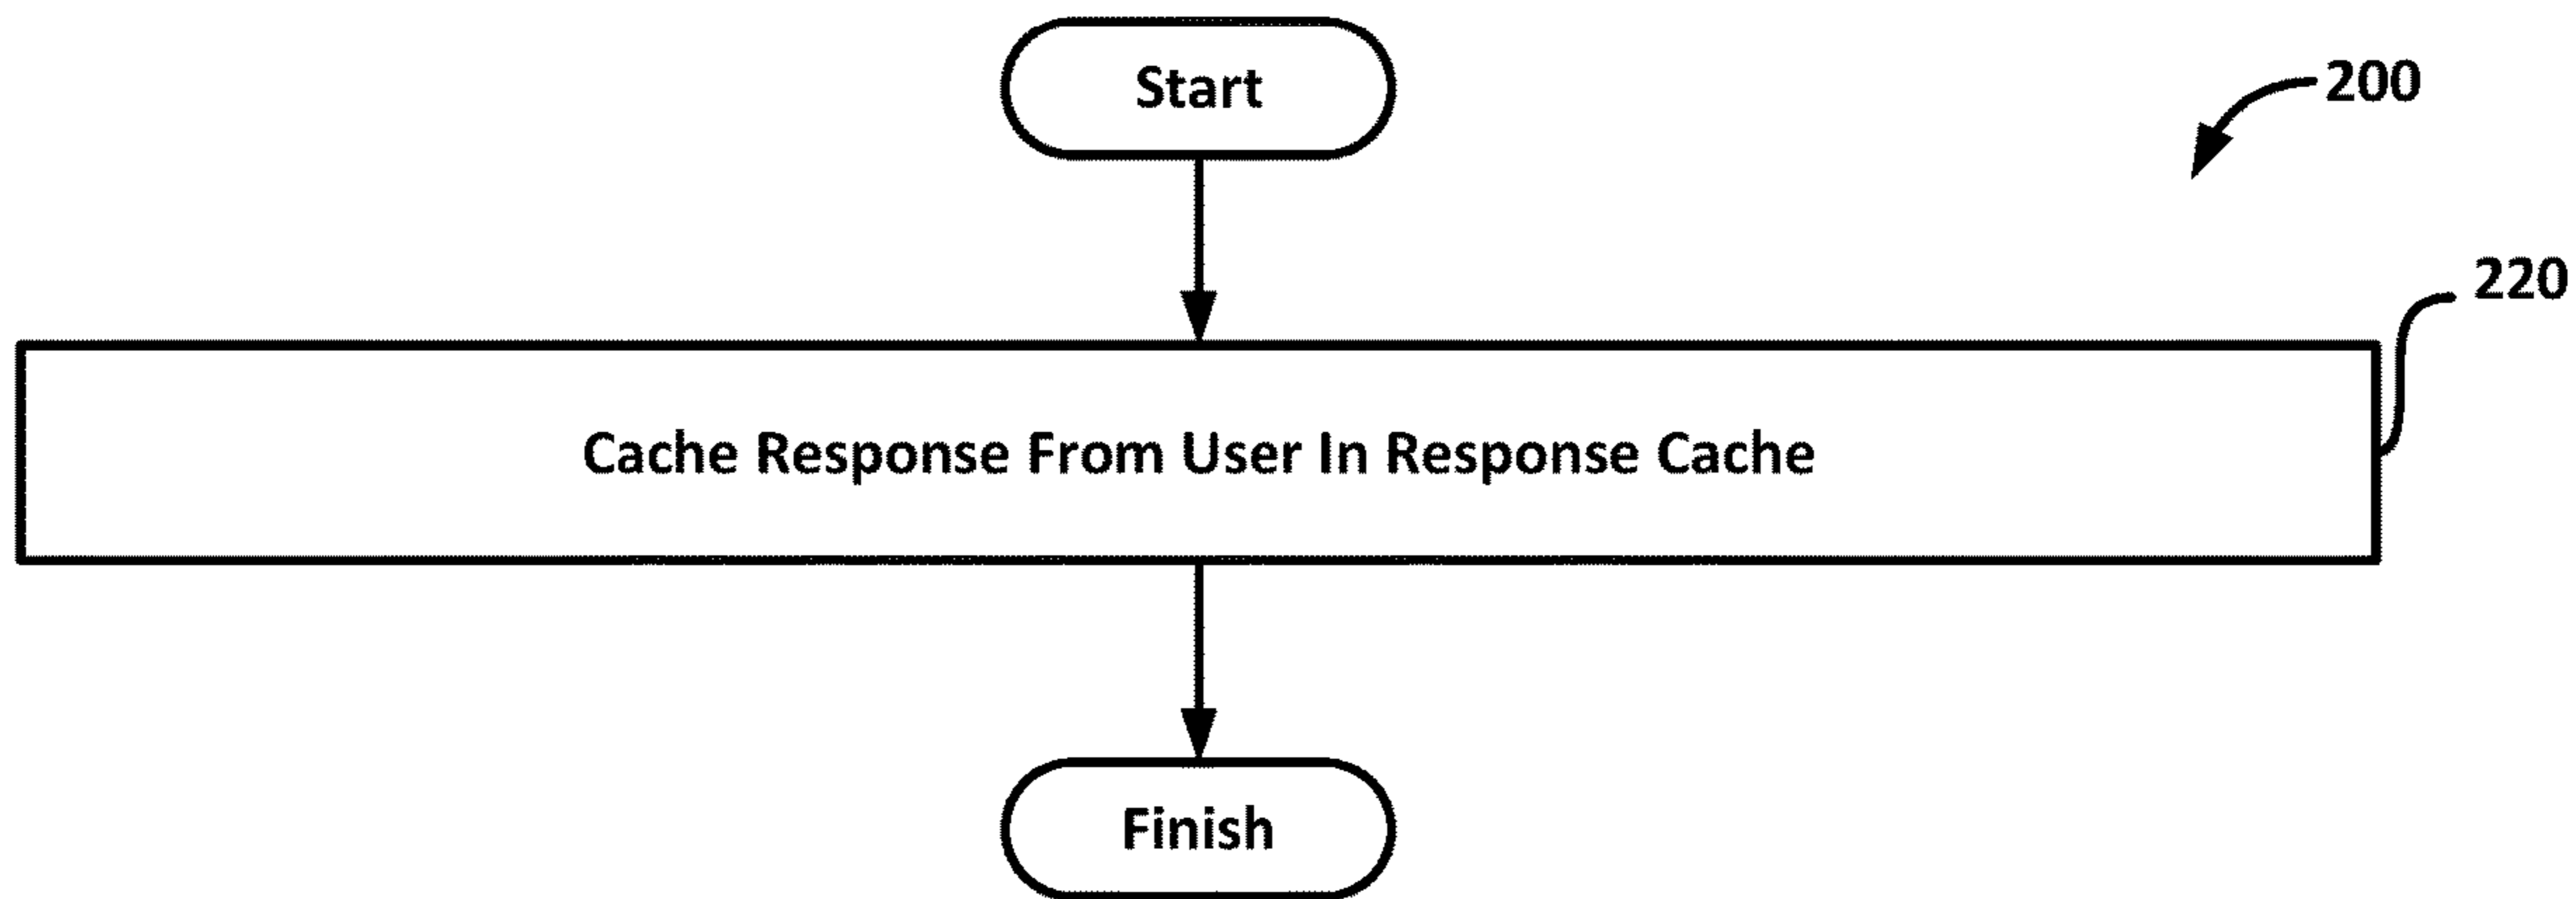 Start
200
220
Cache Response From User In Response Cache
Finish